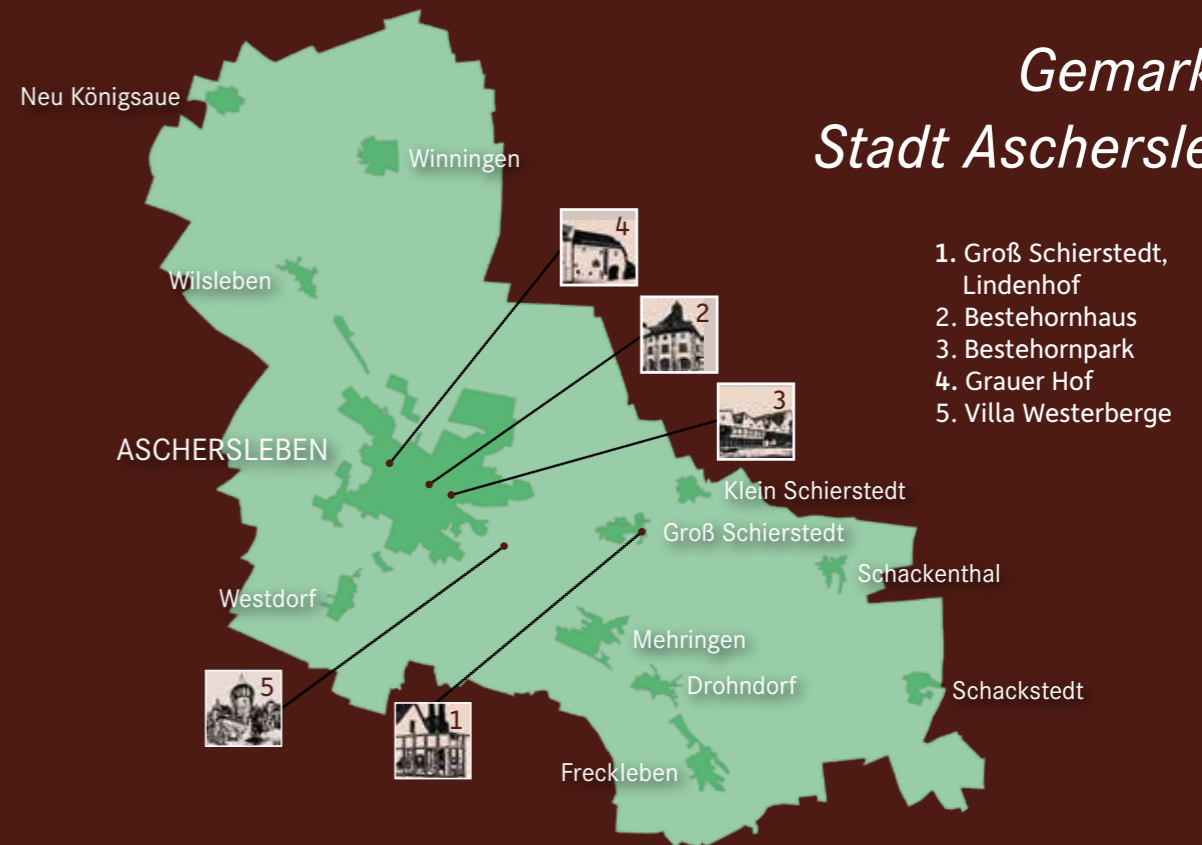 Gemark
Stadt Aschersle
Neu Königsaue
Winningen
4
1. Groß Schierstedt,
Lindenhof
2. Bestehornhaus
3. Bestehornpark
4. Grauer Hof
5. Villa Westerberge
Wilsleben
2
3
ASCHERSLEBEN
Klein Schierstedt
Groß Schierstedt
Schackenthal
Westdorf
Mehringen
Drohndorf
Schackstedt
5
1
Freckleben